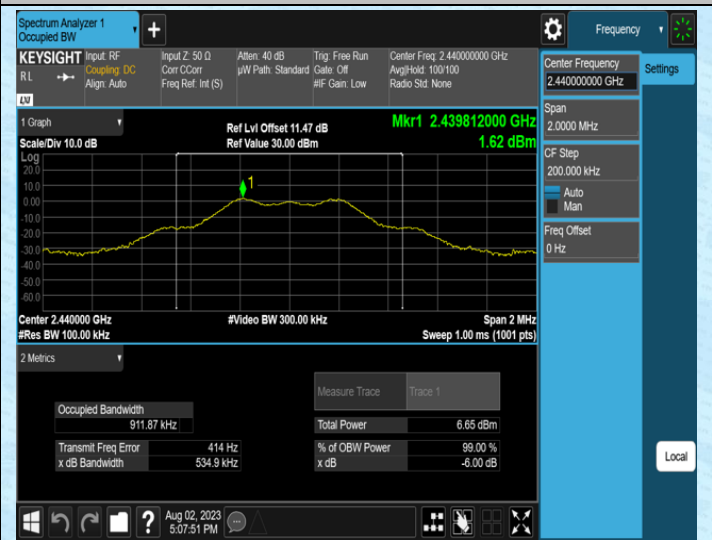 Spectrum Analyzer 1
Occupied BW
+
Frequency
KEYSIGHT
RL
LXI
Input: RF
Coupling: DC
Align: Auto
Input Z: 50 Ω
Corr CCorr
Freq Ref: Int (S)
Atten: 40 dB
µW Path: Standard
Trig: Free Run
Gate: Off
#IF Gain: Low
Center Freq: 2.440000000 GHz
Avg|Hold: 100/100
Radio Std: None
Center Frequency
2.440000000 GHz
Settings
Span
2.0000 MHz
CF Step
200.000 kHz
Auto
Man
Freq Offset
0 Hz
1 Graph
Scale/Div 10.0 dB
Ref Lvl Offset 11.47 dB
Ref Value 30.00 dBm
Mkr1 2.439812000 GHz
1.62 dBm
Log
20.0
10.0
0.00
-10.0
-20.0
-30.0
-40.0
-50.0
-60.0
1
Center 2.440000 GHz
#Res BW 100.00 kHz
#Video BW 300.00 kHz
Span 2 MHz
Sweep 1.00 ms (1001 pts)
2 Metrics
Measure Trace
Trace 1
Occupied Bandwidth
911.87 kHz
Total Power 6.65 dBm
Transmit Freq Error 414 Hz
% of OBW Power 99.00 %
x dB Bandwidth 534.9 kHz
x dB -6.00 dB
Local
?
Aug 02, 2023
5:07:51 PM